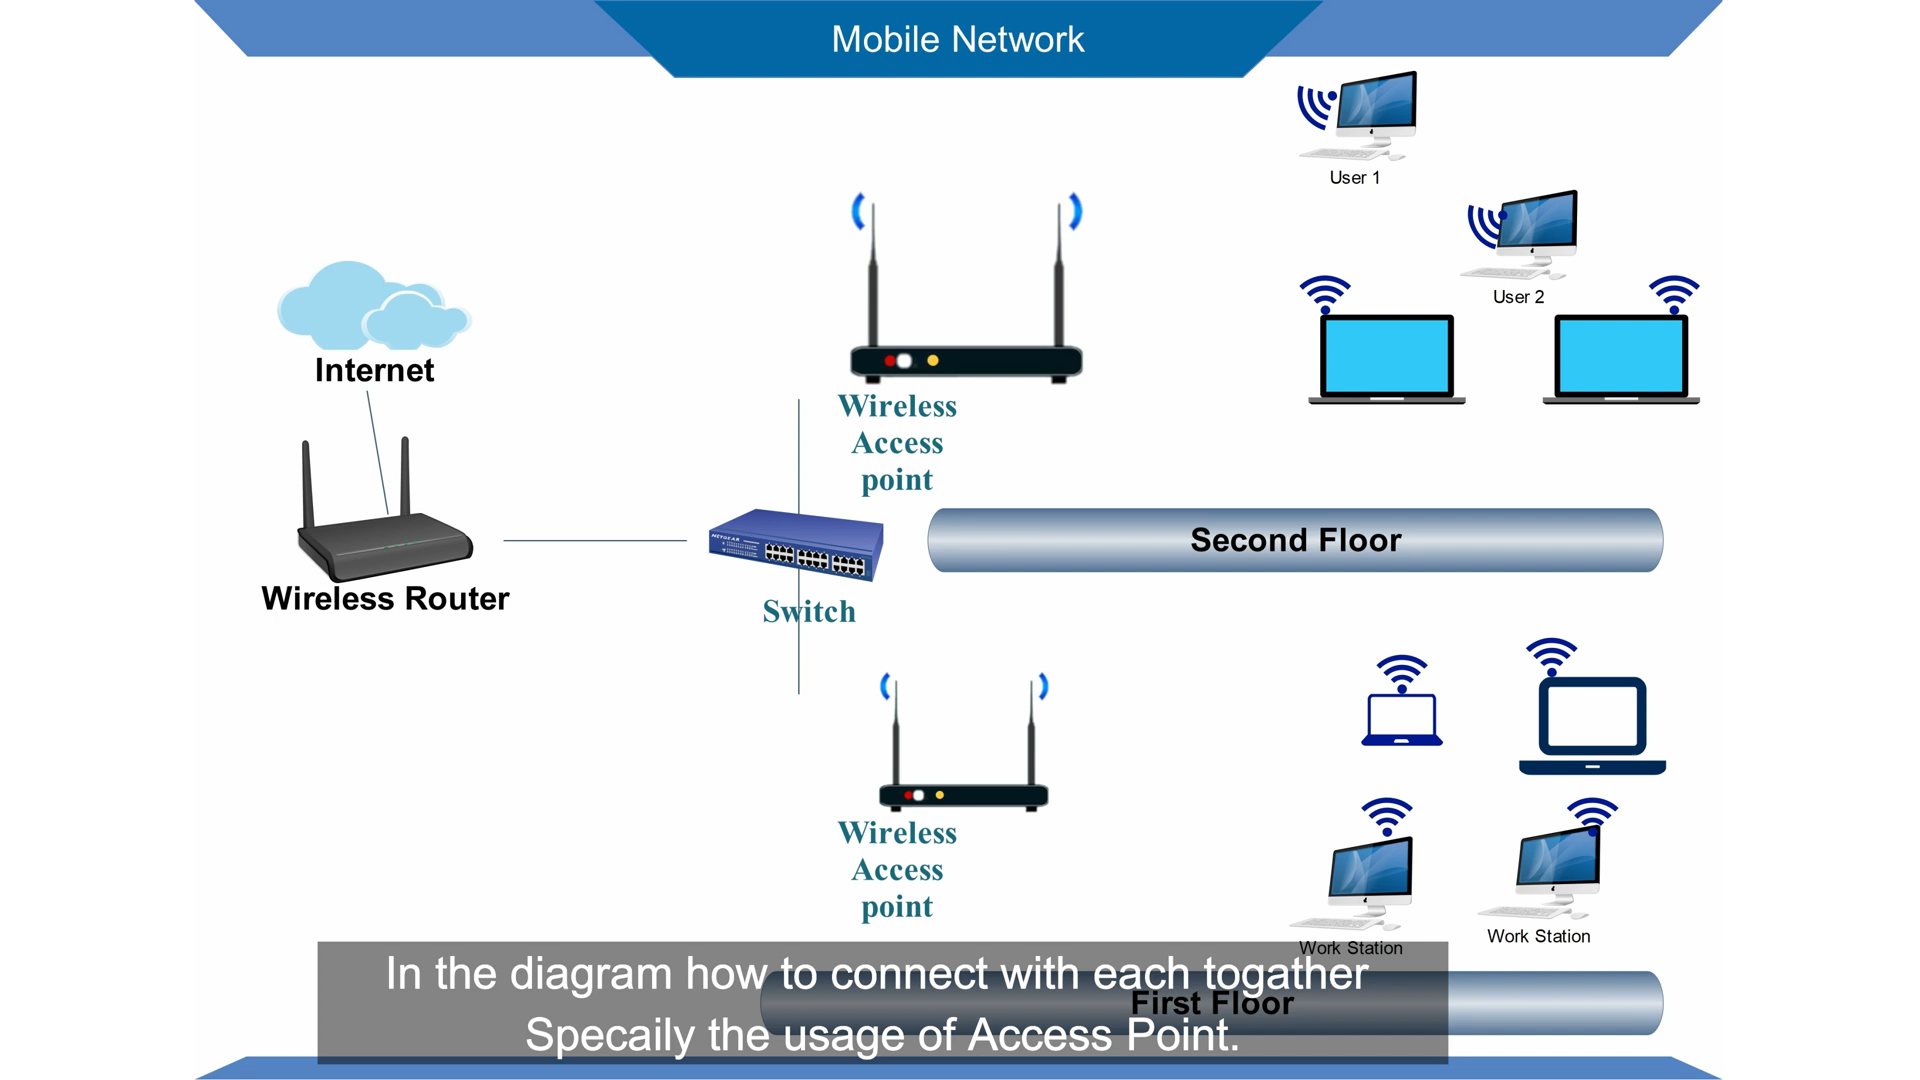 Mobile Network
User 1
User 2
Internet
Wireless
Access
point
Second Floor
NETGEAR
Wireless Router
Switch
Wireless
Access
point
Work Station
Work Station
First Floor
In the diagram how to connect with each togather
Specaily the usage of Access Point.